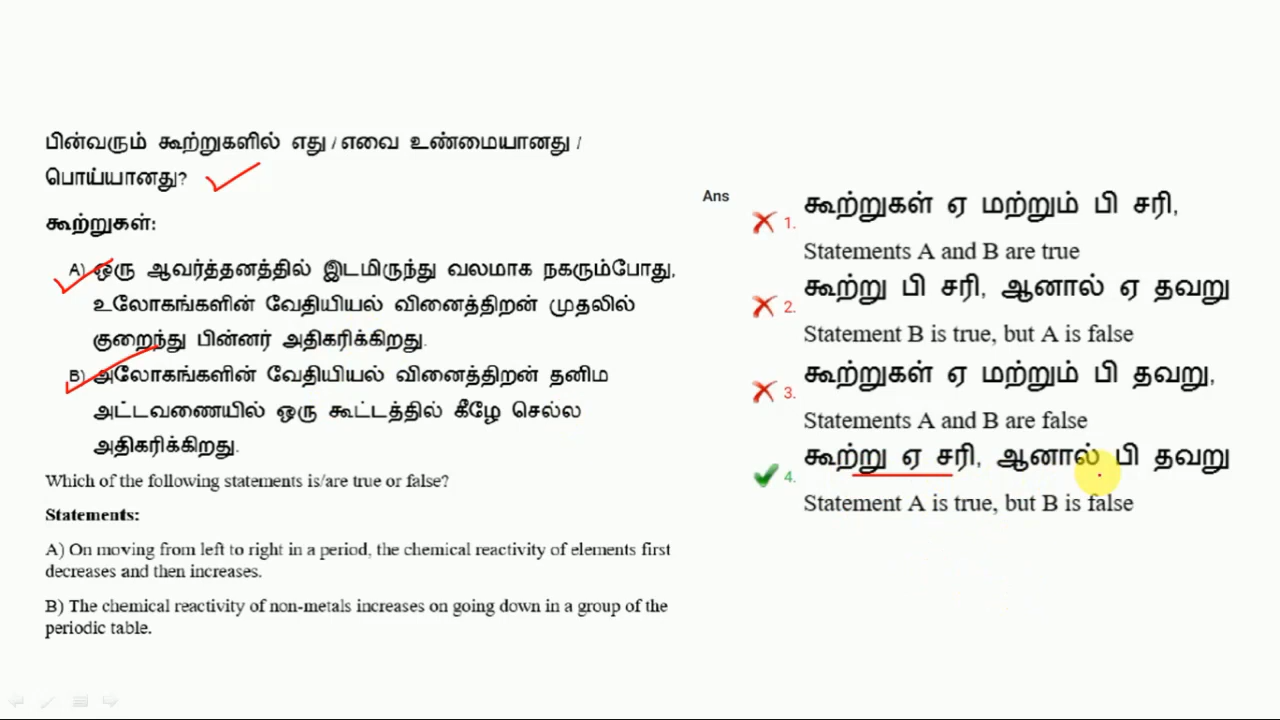 பின்வரும் கூற்றுகளில் எது / எவை உண்மையானது /
பொய்யானது?
கூற்றுகள்:
A) ஒரு ஆவர்த்தனத்தில் இடமிருந்து வலமாக நகரும்போது,
உலோகங்களின் வேதியியல் வினைத்திறன் முதலில்
குறைந்து பின்னர் அதிகரிக்கிறது.
B) அலோகங்களின் வேதியியல் வினைத்திறன் தனிம
அட்டவணையில் ஒரு கூட்டத்தில் கீழே செல்ல
அதிகரிக்கிறது.
Which of the following statements is/are true or false?
Statements:
A) On moving from left to right in a period, the chemical reactivity of elements first
decreases and then increases.
B) The chemical reactivity of non-metals increases on going down in a group of the
periodic table.
Ans
கூற்றுகள் ஏ மற்றும் பி சரி,
1.
Statements A and B are true
கூற்று பி சரி, ஆனால் ஏ தவறு
2.
Statement B is true, but A is false
கூற்றுகள் ஏ மற்றும் பி தவறு,
3.
Statements A and B are false
கூற்று ஏ சரி, ஆனால் பி தவறு
4.
Statement A is true, but B is false